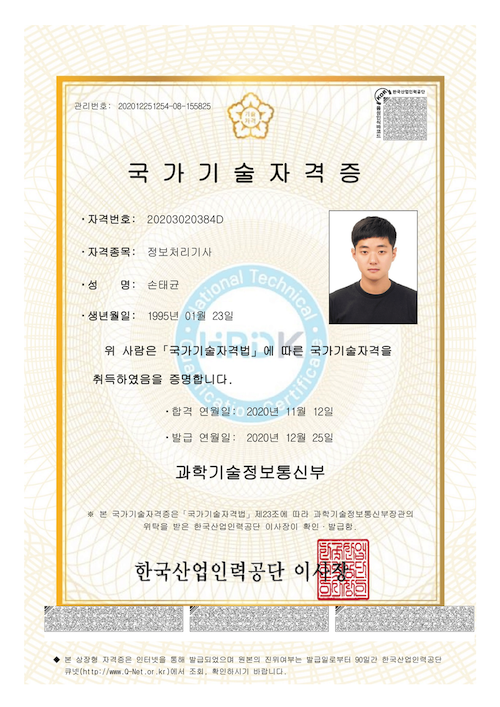 관리번호: 202012251254-08-155825
기술
자격
한국산업인력공단
국가기술자격증
· 자격번호: 20203020384D
· 자격종목: 정보처리기사
· 성 명: 손태균
· 생년월일: 1995년 01월 23일
National Technical
HRDK
Qualification Certificate
위 사람은「국가기술자격법」에 따른 국가기술자격을
취득하였음을 증명합니다.
· 합격 연월일: 2020년 11월 12일
· 발급 연월일: 2020년 12월 25일
과학기술정보통신부
※ 본 국가기술자격증은「국가기술자격법」제23조에 따라 과학기술정보통신부장관의
위탁을 받은 한국산업인력공단 이사장이 확인·발급함.
한국산업인력공단 이사장
◆ 본 상장형 자격증은 인터넷을 통해 발급되었으며 원본의 진위여부는 발급일로부터 90일간 한국산업인력공단
큐넷(http://www.Q-Net.or.kr)에서 조회, 확인하시기 바랍니다.